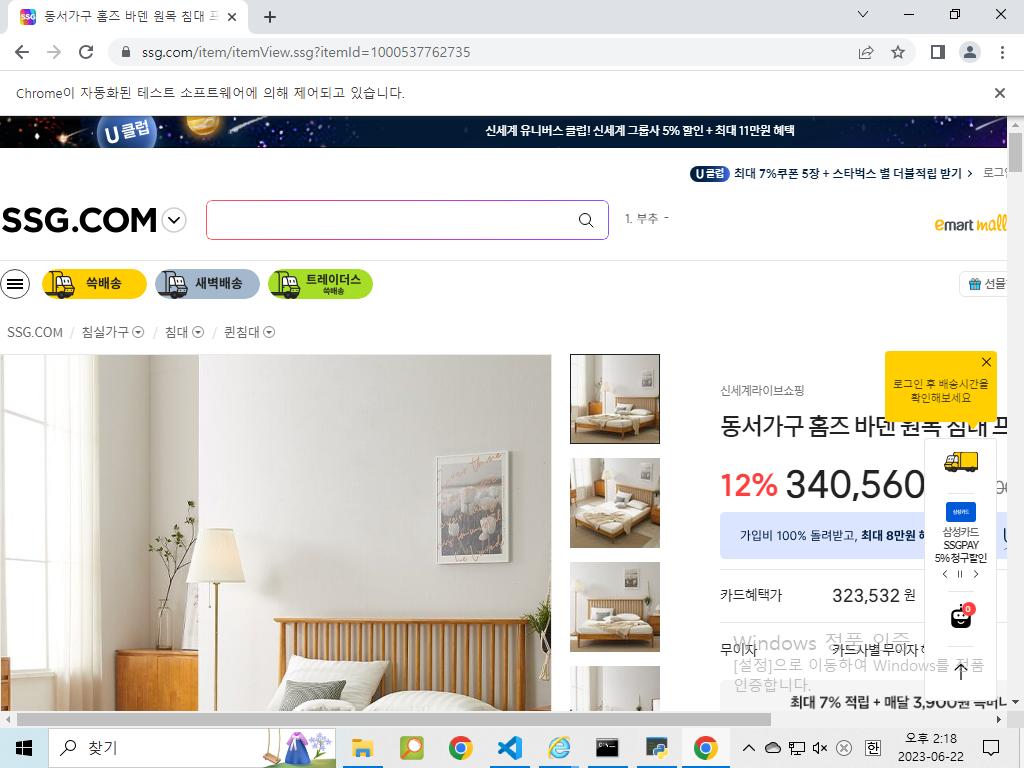 동서가구 홈즈 바덴 원목 침대 프
ssg.com/item/itemView.ssg?itemId=1000537762735
Chrome이 자동화된 테스트 소프트웨어에 의해 제어되고 있습니다.
U 클럽
신세계 유니버스 클럽! 신세계 그룹사 5% 할인 + 최대 11만원 혜택
U 클럽 최대 7%쿠폰 5장 + 스타벅스 별 더블적립 받기 >
로그인
SSG.COM
1. 부추 -
emart mall
쓱배송
새벽배송
트레이더스
쓱배송
선물
SSG.COM / 침실가구 / 침대 / 퀸침대
로그인 후 배송시간을
확인해보세요
신세계라이브쇼핑
동서가구 홈즈 바덴 원목 침대 프
12% 340,560
가입비 100% 돌려받고, 최대 8만원 혜
삼성카드
삼성카드
SSGPAY
5% 청구할인
카드혜택가 323,532 원
0
무이자 카드사별 무이자 
최대 7% 적립 + 매달 3,900원 쓱머니
Windows 정품 인증
[설정]으로 이동하여 Windows를 정품
인증합니다.
찾기
한
오후 2:18
2023-06-22